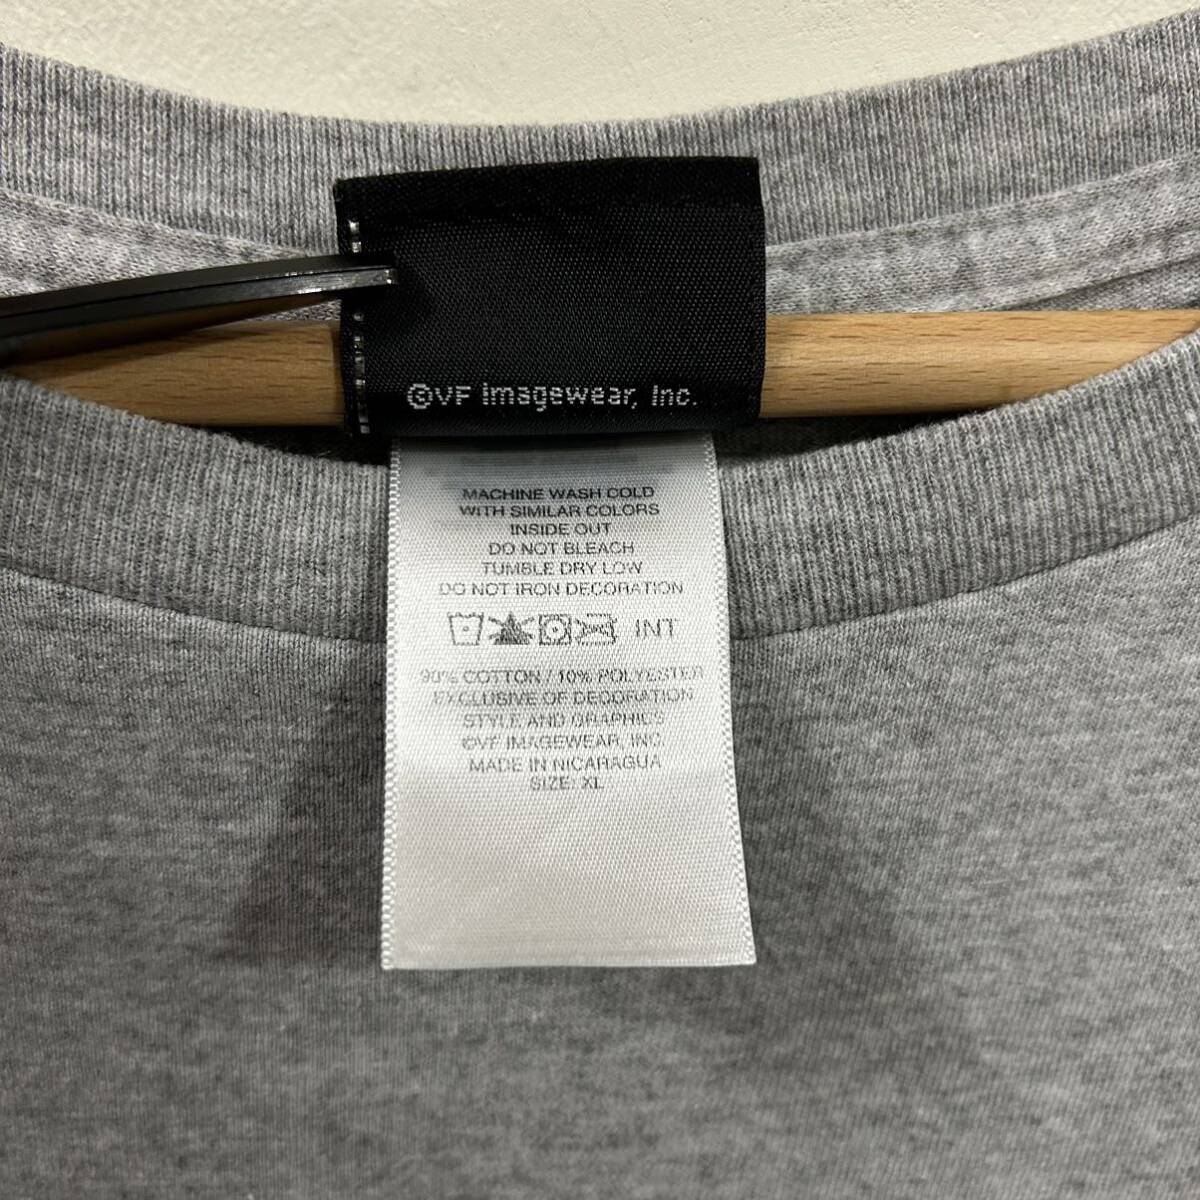 ©VF Imagewear, Inc.
MACHINE WASH COLD
WITH SIMILAR COLORS
INSIDE OUT
DO NOT BLEACH
TUMBLE DRY LOW
DO NOT IRON DECORATION
INT
90% COTTON / 10% POLYESTER
EXCLUSIVE OF DECORATION
STYLE AND GRAPHICS
©VF IMAGEWEAR, INC.
MADE IN NICARAGUA
SIZE: XL